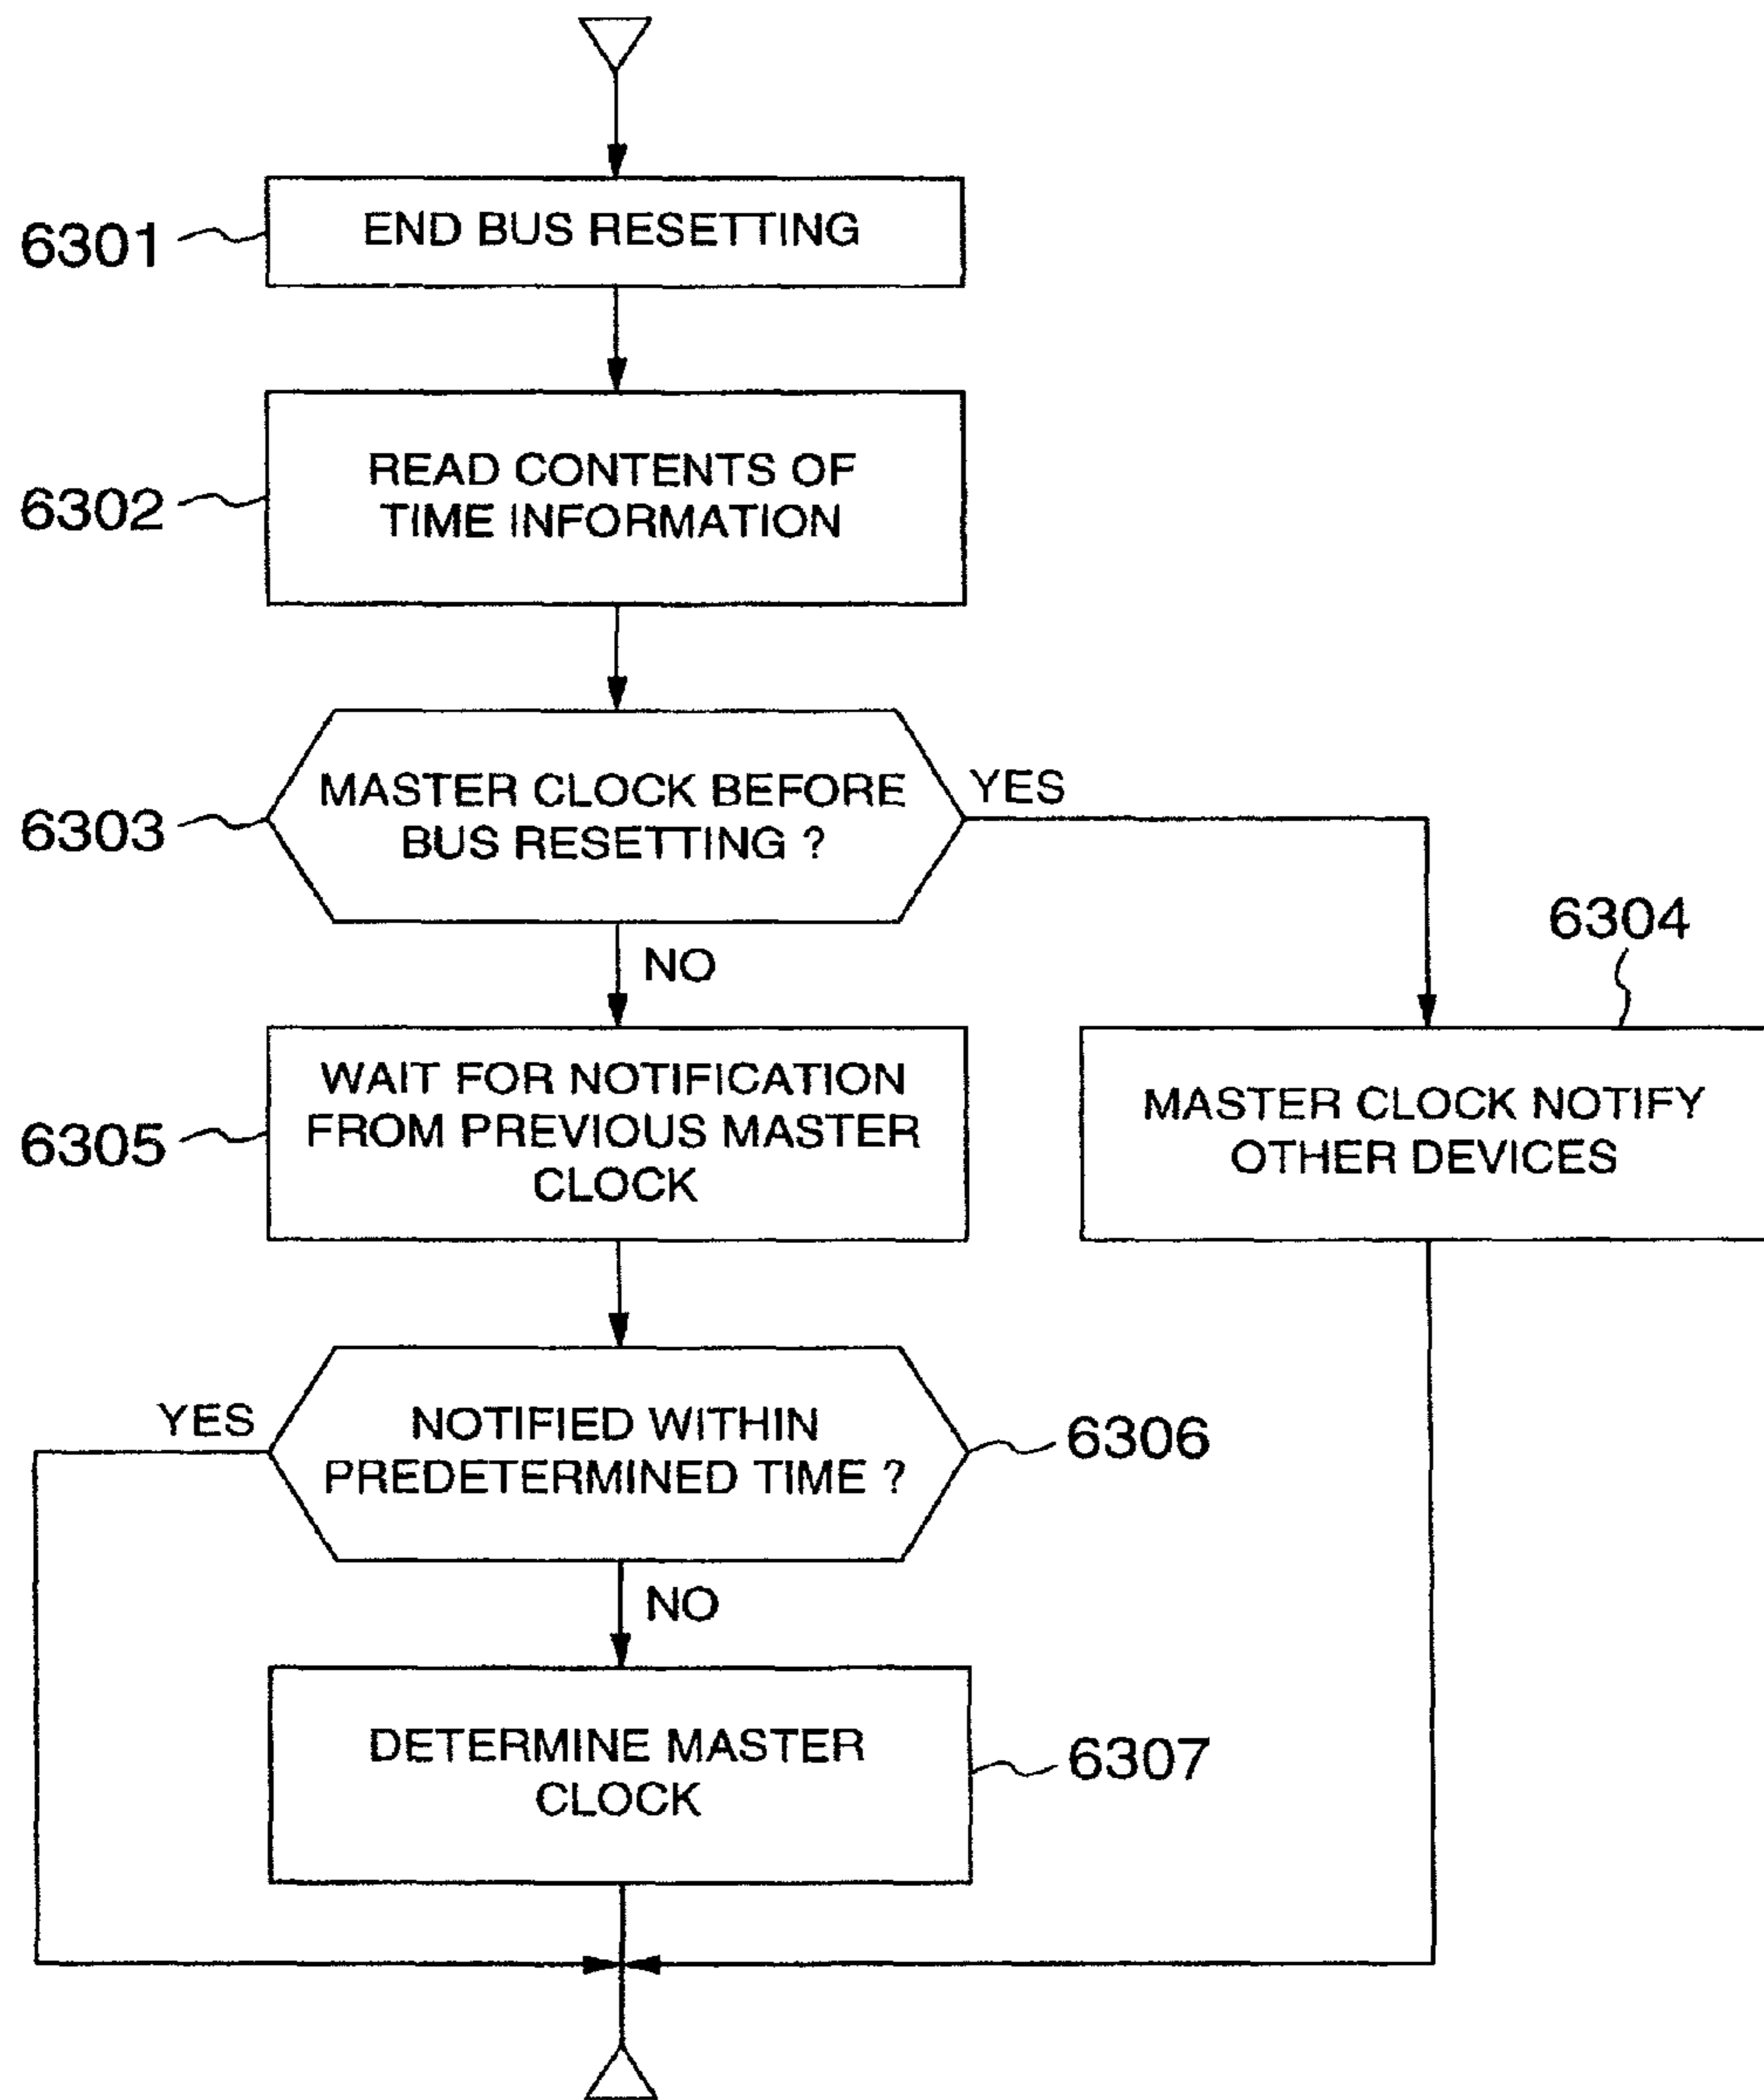 6301
END BUS RESETTING
6302
READ CONTENTS OF
TIME INFORMATION
6303
MASTER CLOCK BEFORE
BUS RESETTING ?
YES
NO
6304
MASTER CLOCK NOTIFY
OTHER DEVICES
6305
WAIT FOR NOTIFICATION
FROM PREVIOUS MASTER
CLOCK
YES
NOTIFIED WITHIN
PREDETERMINED TIME ?
6306
NO
DETERMINE MASTER
CLOCK
6307